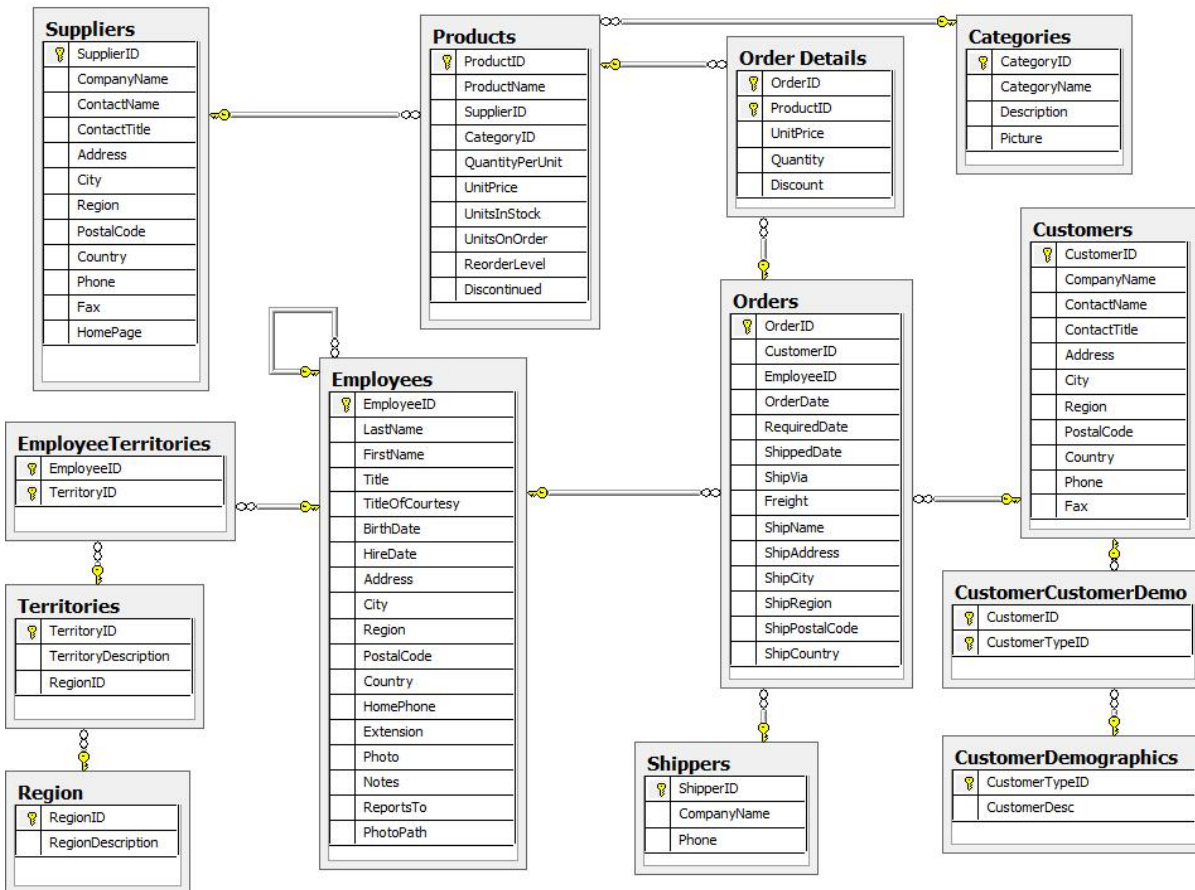 Suppliers
SupplierID
CompanyName
ContactName
ContactTitle
Address
City
Region
PostalCode
Country
Phone
Fax
HomePage
Products
ProductID
ProductName
SupplierID
CategoryID
QuantityPerUnit
UnitPrice
UnitsInStock
UnitsOnOrder
ReorderLevel
Discontinued
Order Details
OrderID
ProductID
UnitPrice
Quantity
Discount
Categories
CategoryID
CategoryName
Description
Picture
Customers
CustomerID
CompanyName
ContactName
ContactTitle
Address
City
Region
PostalCode
Country
Phone
Fax
Orders
OrderID
CustomerID
EmployeeID
OrderDate
RequiredDate
ShippedDate
ShipVia
Freight
ShipName
ShipAddress
ShipCity
ShipRegion
ShipPostalCode
ShipCountry
Employees
EmployeeID
LastName
FirstName
Title
TitleOfCourtesy
BirthDate
HireDate
Address
City
Region
PostalCode
Country
HomePhone
Extension
Photo
Notes
ReportsTo
PhotoPath
EmployeeTerritories
EmployeeID
TerritoryID
Territories
TerritoryID
TerritoryDescription
RegionID
Region
RegionID
RegionDescription
Shippers
ShipperID
CompanyName
Phone
CustomerCustomerDemo
CustomerID
CustomerTypeID
CustomerDemographics
CustomerTypeID
CustomerDesc